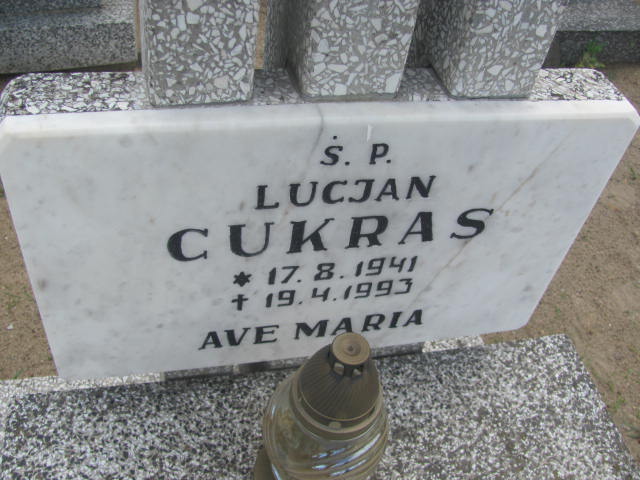 Ś. P.
LUCJAN
CUKRAS
* 17. 8. 1941
† 19. 4. 1993
AVE MARIA